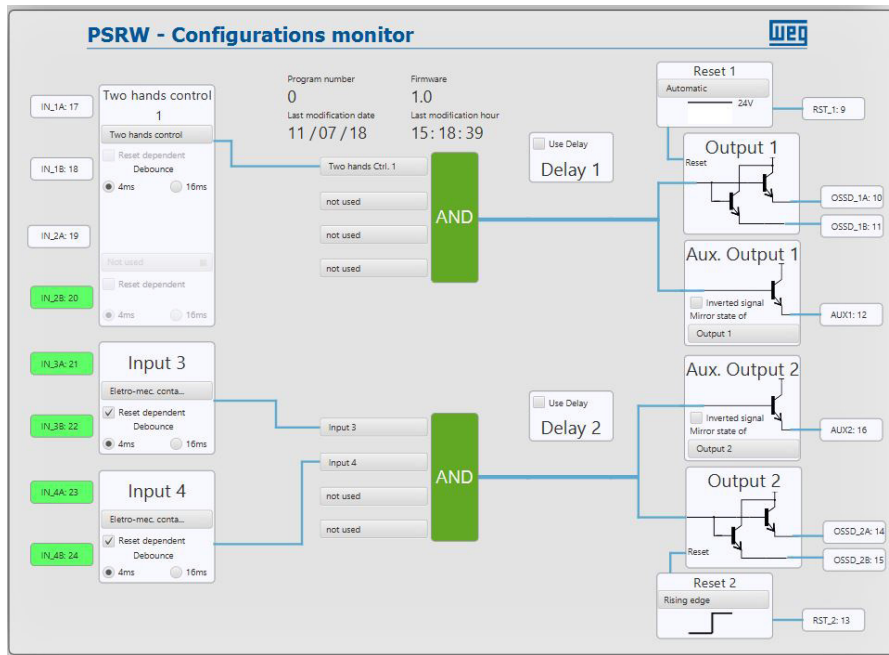 PSRW - Configurations monitor
WEG
Program number
0
Firmware
1.0
Last modification date
11 / 07 / 18
Last modification hour
15: 18: 39
IN_1A: 17
IN_1B: 18
IN_2A: 19
IN_2B: 20
Two hands control
1
Two hands control
Reset dependent
Debounce
4ms
16ms
Not used
Reset dependent
4ms
16ms
Two hands Ctrl. 1
not used
not used
not used
AND
Use Delay
Delay 1
Reset 1
Automatic
24V
RST_1: 9
Output 1
Reset
OSSD_1A: 10
OSSD_1B: 11
Aux. Output 1
Inverted signal
Mirror state of
Output 1
AUX1: 12
IN_3A: 21
IN_3B: 22
Input 3
Eletro-mec. conta...
Reset dependent
Debounce
4ms
16ms
IN_4A: 23
IN_4B: 24
Input 4
Eletro-mec. conta...
Reset dependent
Debounce
4ms
16ms
Input 3
Input 4
not used
not used
AND
Use Delay
Delay 2
Aux. Output 2
Inverted signal
Mirror state of
Output 2
AUX2: 16
Output 2
Reset
OSSD_2A: 14
OSSD_2B: 15
Reset 2
Rising edge
RST_2: 13